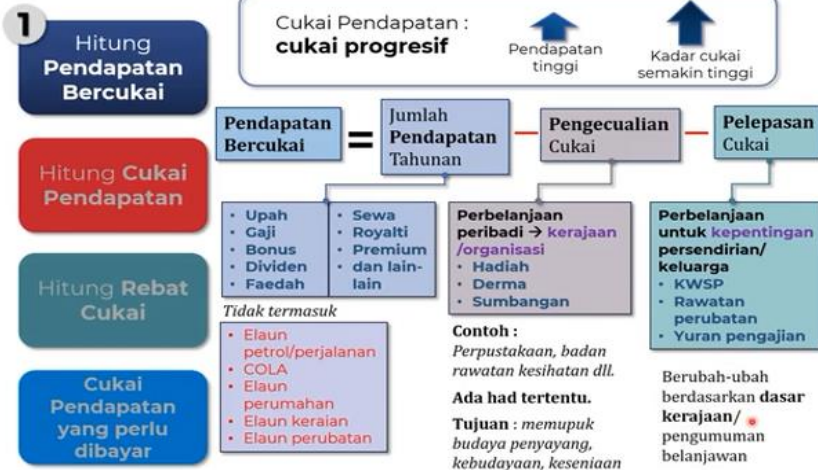 1
Hitung
Pendapatan
Bercukai
Hitung Cukai
Pendapatan
Hitung Rebat
Cukai
Cukai
Pendapatan
yang perlu
dibayar
Cukai Pendapatan :
cukai progresif
Pendapatan
tinggi
Kadar cukai
semakin tinggi
Pendapatan
Bercukai
=
Jumlah
Pendapatan
Tahunan
–
Pengecualian
Cukai
–
Pelepasan
Cukai
• Upah
• Gaji
• Bonus
• Dividen
• Faedah
• Sewa
• Royalti
• Premium
• dan lain-
lain
Tidak termasuk
• Elaun
petrol/perjalanan
• COLA
• Elaun
perumahan
• Elaun keraian
• Elaun perubatan
Perbelanjaan
peribadi → kerajaan
/organisasi
• Hadiah
• Derma
• Sumbangan
Contoh :
Perpustakaan, badan
rawatan kesihatan dll.
Ada had tertentu.
Tujuan : memupuk
budaya penyayang,
kebudayaan, keseniaan
Perbelanjaan
untuk kepentingan
persendirian/
keluarga
• KWSP
• Rawatan
perubatan
• Yuran pengajian
Berubah-ubah
berdasarkan dasar
kerajaan/
pengumuman
belanjawan